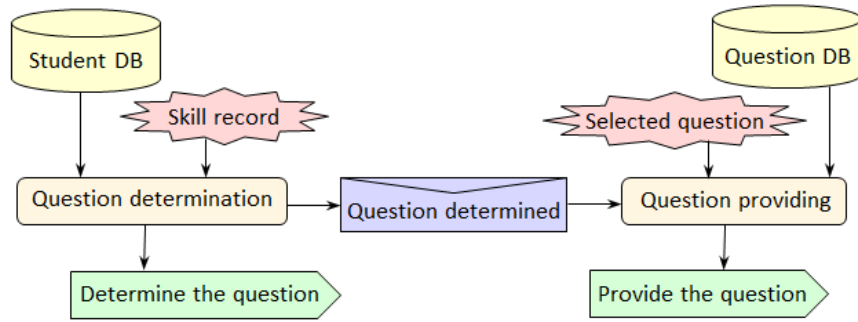 Student DB
Question DB
Skill record
Selected question
Question determination
Question determined
Question providing
Determine the question
Provide the question